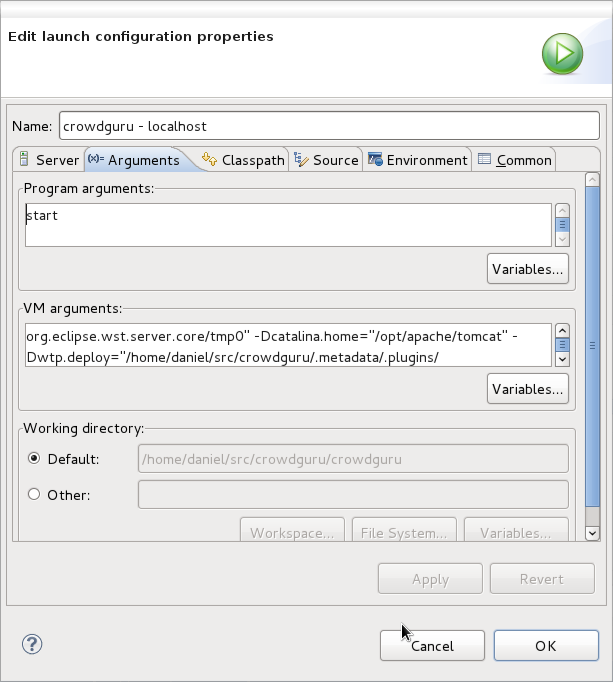 Edit launch configuration properties
Name: crowdguru - localhost
Server (x)= Arguments Classpath Source Environment Common
Program arguments:
start
Variables...
VM arguments:
org.eclipse.wst.server.core/tmp0" -Dcatalina.home="/opt/apache/tomcat" -
Dwtp.deploy="/home/daniel/src/crowdguru/.metadata/.plugins/
Variables...
Working directory:
Default: /home/daniel/src/crowdguru/crowdguru
Other:
Workspace... File System... Variables...
Apply Revert
? Cancel OK